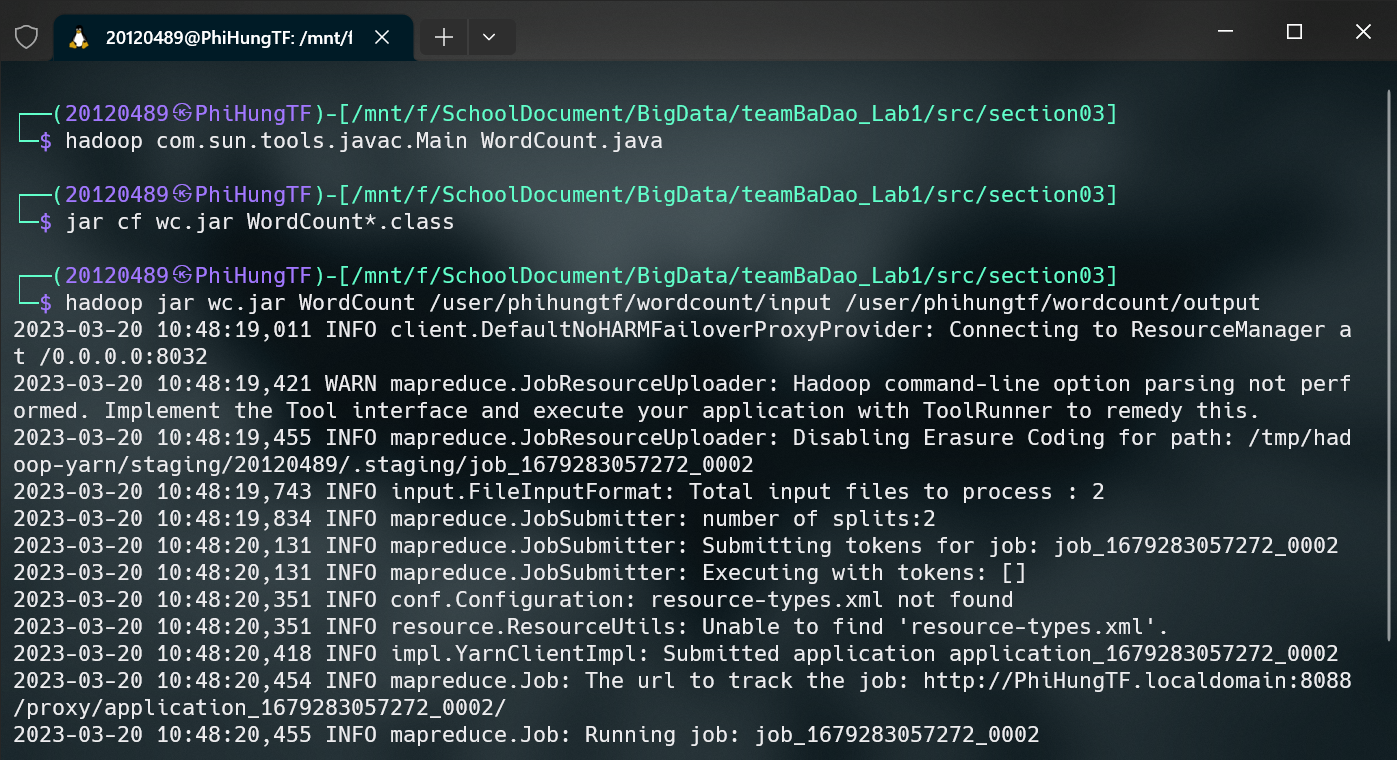 20120489@PhiHungTF: /mnt/f
┌──(20120489㉿PhiHungTF)-[/mnt/f/SchoolDocument/BigData/teamBaDao_Lab1/src/section03]
└─$ hadoop com.sun.tools.javac.Main WordCount.java
┌──(20120489㉿PhiHungTF)-[/mnt/f/SchoolDocument/BigData/teamBaDao_Lab1/src/section03]
└─$ jar cf wc.jar WordCount*.class
┌──(20120489㉿PhiHungTF)-[/mnt/f/SchoolDocument/BigData/teamBaDao_Lab1/src/section03]
└─$ hadoop jar wc.jar WordCount /user/phihungtf/wordcount/input /user/phihungtf/wordcount/output
2023-03-20 10:48:19,011 INFO client.DefaultNoHARMFailoverProxyProvider: Connecting to ResourceManager a
t /0.0.0.0:8032
2023-03-20 10:48:19,421 WARN mapreduce.JobResourceUploader: Hadoop command-line option parsing not perf
ormed. Implement the Tool interface and execute your application with ToolRunner to remedy this.
2023-03-20 10:48:19,455 INFO mapreduce.JobResourceUploader: Disabling Erasure Coding for path: /tmp/had
oop-yarn/staging/20120489/.staging/job_1679283057272_0002
2023-03-20 10:48:19,743 INFO input.FileInputFormat: Total input files to process : 2
2023-03-20 10:48:19,834 INFO mapreduce.JobSubmitter: number of splits:2
2023-03-20 10:48:20,131 INFO mapreduce.JobSubmitter: Submitting tokens for job: job_1679283057272_0002
2023-03-20 10:48:20,131 INFO mapreduce.JobSubmitter: Executing with tokens: []
2023-03-20 10:48:20,351 INFO conf.Configuration: resource-types.xml not found
2023-03-20 10:48:20,351 INFO resource.ResourceUtils: Unable to find 'resource-types.xml'.
2023-03-20 10:48:20,418 INFO impl.YarnClientImpl: Submitted application application_1679283057272_0002
2023-03-20 10:48:20,454 INFO mapreduce.Job: The url to track the job: http://PhiHungTF.localdomain:8088
/proxy/application_1679283057272_0002/
2023-03-20 10:48:20,455 INFO mapreduce.Job: Running job: job_1679283057272_0002